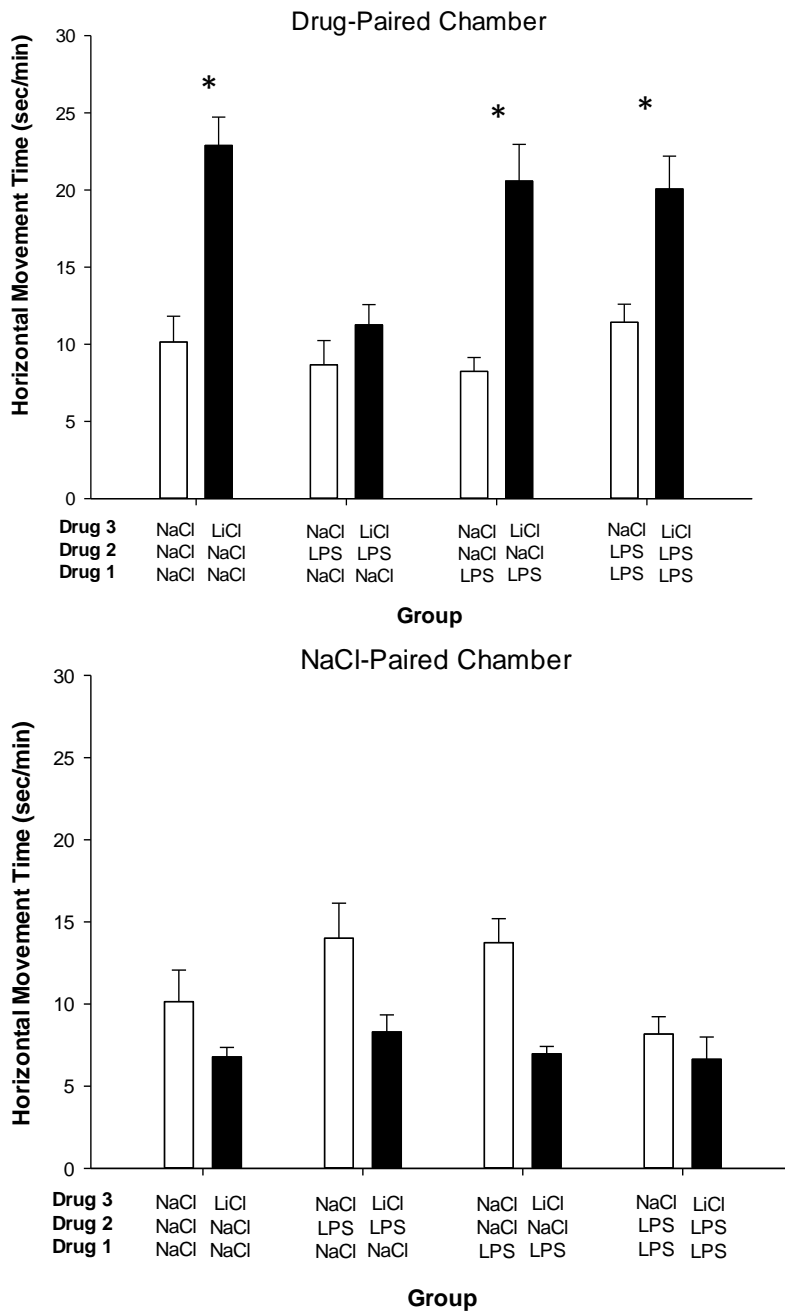 Drug-Paired Chamber
30
*
*
*
25
20
15
10
5
0
Horizontal Movement Time (sec/min)
Drug 3 NaCl LiCl NaCl LiCl NaCl LiCl NaCl LiCl
Drug 2 NaCl NaCl LPS LPS NaCl NaCl LPS LPS
Drug 1 NaCl NaCl NaCl NaCl LPS LPS LPS LPS
Group
NaCl-Paired Chamber
30
25
20
15
10
5
0
Horizontal Movement Time (sec/min)
Drug 3 NaCl LiCl NaCl LiCl NaCl LiCl NaCl LiCl
Drug 2 NaCl NaCl LPS LPS NaCl NaCl LPS LPS
Drug 1 NaCl NaCl NaCl NaCl LPS LPS LPS LPS
Group